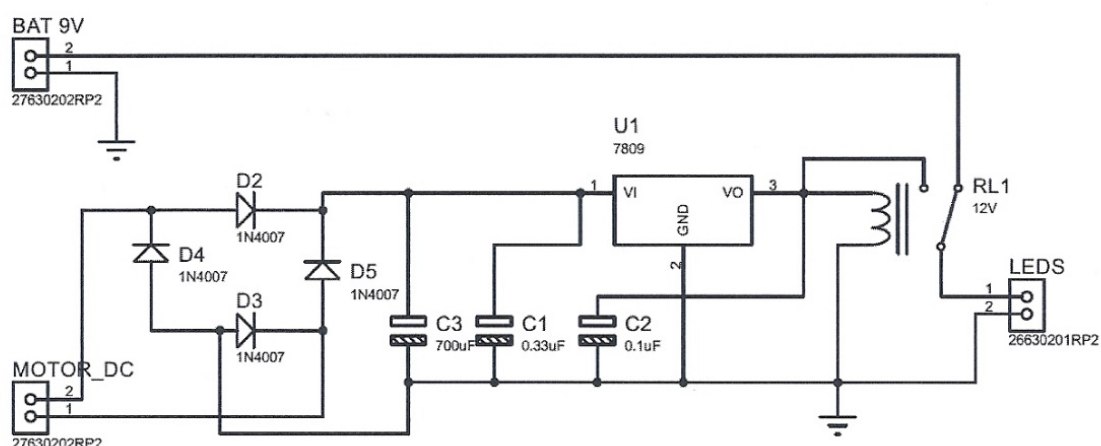 BAT 9V
2
1
27630202RP2
U1
7809
1 VI VO 3
GND
2
RL1
12V
D2
1N4007
D4
1N4007
D5
1N4007
D3
1N4007
C3
700uF
C1
0.33uF
C2
0.1uF
LEDS
1
2
26630201RP2
MOTOR_DC
2
1
27630202RP2